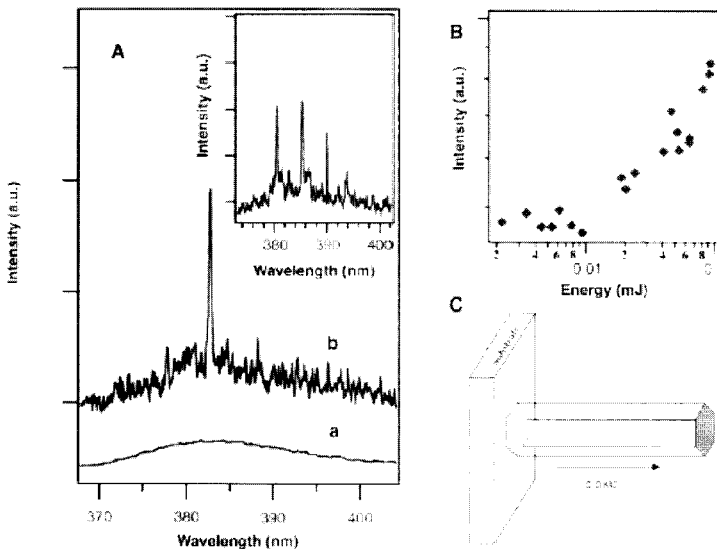 A
Intensity (a.u.)
380
390
400
Wavelength (nm)
b
a
Intensity (a.u.)
370
380
390
400
Wavelength (nm)
B
Intensity (a.u.)
2
4
6
8
0.01
2
4
6
8
Energy (mJ)
C
substrate